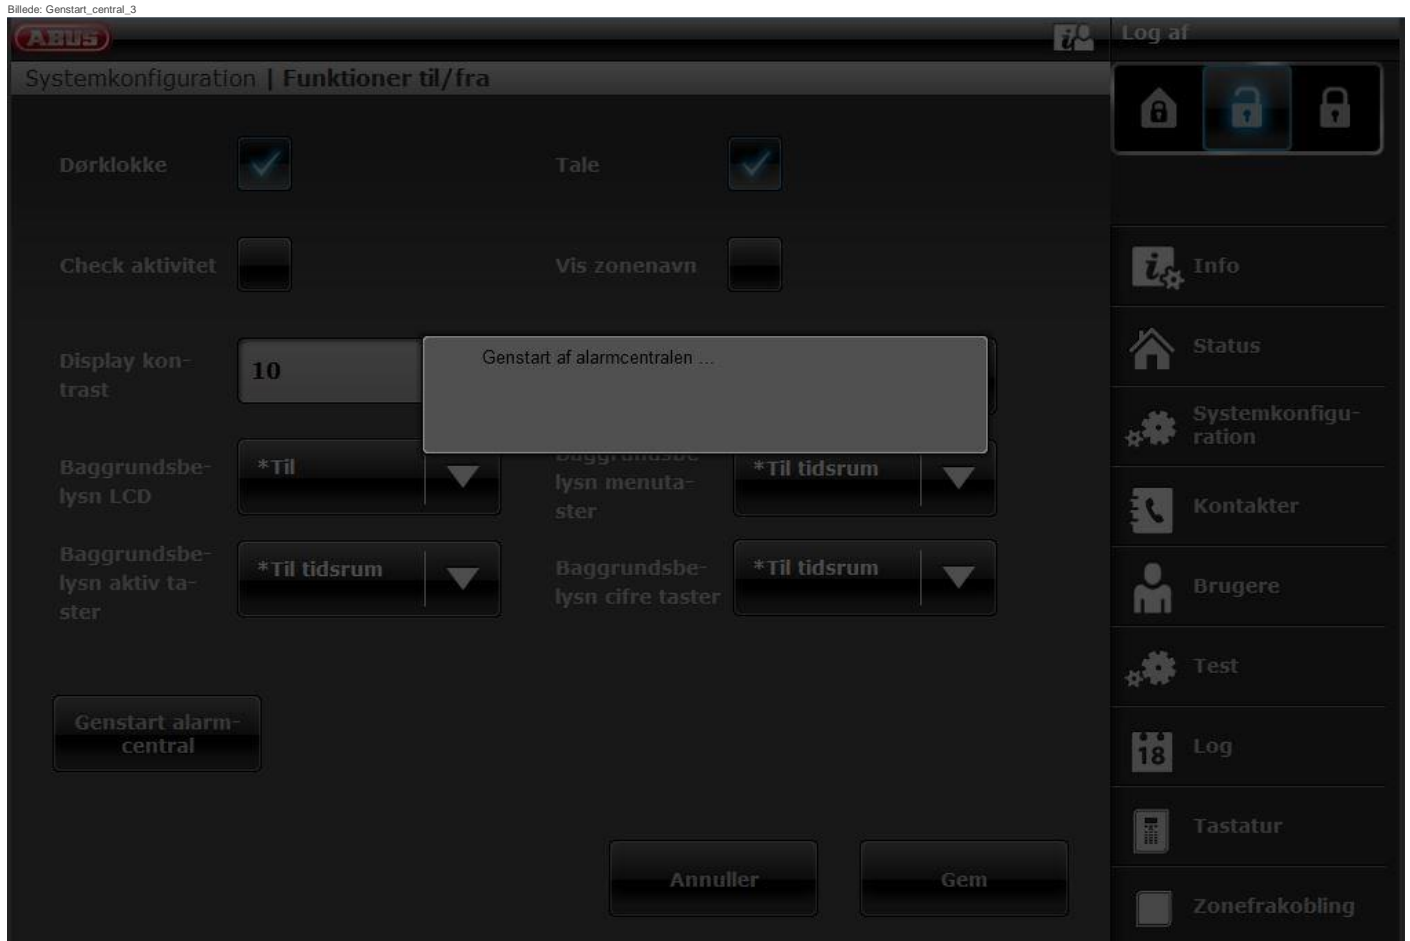 Billede: Genstart_central_3
ABUS
Log af
Systemkonfiguration | Funktioner til/fra
Dørklokke
Tale
Check aktivitet
Vis zonenavn
Info
Display kon-
trast
10
Genstart af alarmcentralen ...
Status
Systemkonfigu-
ration
Baggrundsbe-
lysn LCD
*Til
Baggrundsbe
lysn menuta-
ster
*Til tidsrum
Kontakter
Baggrundsbe-
lysn aktiv ta-
ster
*Til tidsrum
Baggrundsbe-
lysn cifre taster
*Til tidsrum
Brugere
Test
Genstart alarm-
central
18
Log
Tastatur
Annuller
Gem
Zonefrakobling